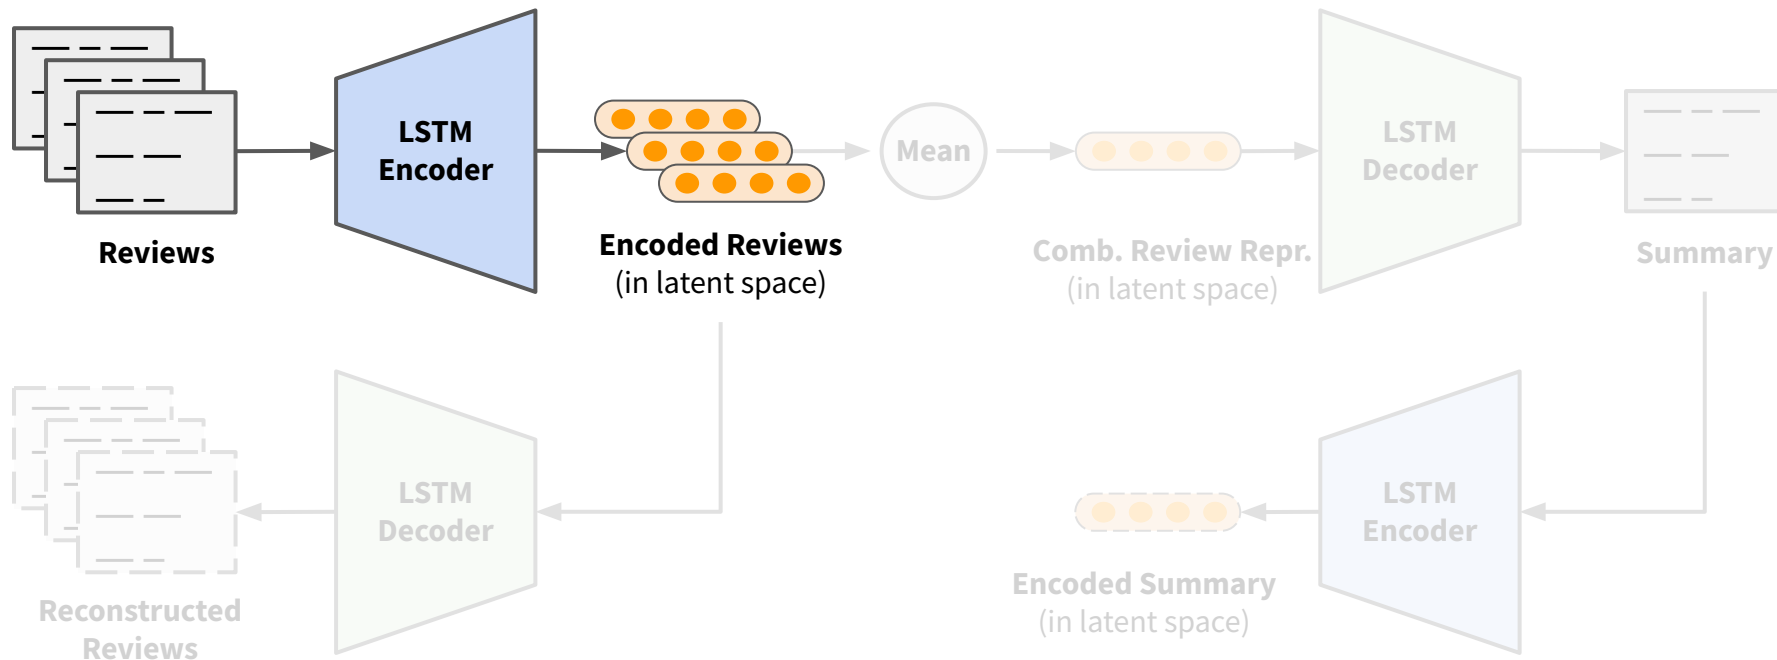 LSTM
Encoder
Reviews
Encoded Reviews
(in latent space)
Mean
Comb. Review Repr.
(in latent space)
LSTM
Decoder
Summary
LSTM
Decoder
Reconstructed
Reviews
Encoded Summary
(in latent space)
LSTM
Encoder